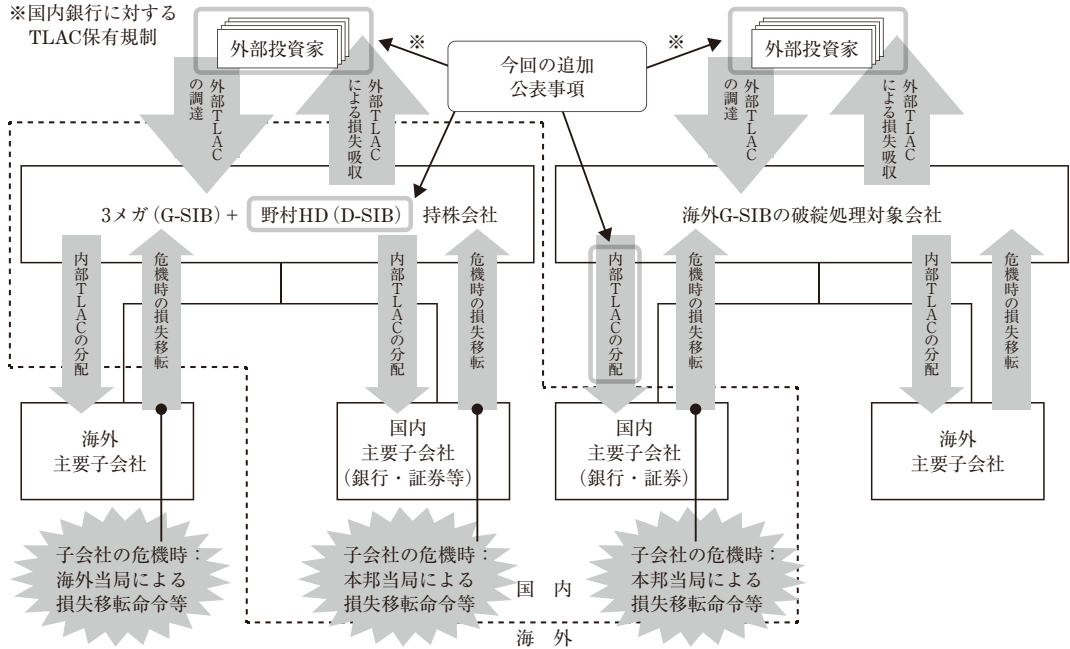 ※国内銀行に対する
TLAC保有規制
外部投資家
※
今回の追加
公表事項
※
外部投資家
外部TLAC
の調達
外部TLAC
による損失吸収
外部TLAC
の調達
外部TLAC
による損失吸収
3メガ（G-SIB）+ 野村HD（D-SIB） 持株会社
海外G-SIBの破綻処理対象会社
内部TLACの分配
危機時の損失移転
内部TLACの分配
危機時の損失移転
内部TLACの分配
危機時の損失移転
内部TLACの分配
危機時の損失移転
海外
主要子会社
国内
主要子会社
（銀行・証券等）
国内
主要子会社
（銀行・証券）
海外
主要子会社
子会社の危機時：
海外当局による
損失移転命令等
子会社の危機時：
本邦当局による
損失移転命令等
子会社の危機時：
本邦当局による
損失移転命令等
国 内
海 外